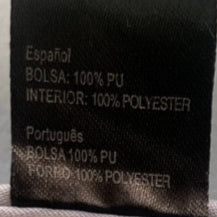 Español
BOLSA: 100% PU
INTERIOR: 100% POLYESTER
Português
BOLSA 100% PU
FORRO 100% POLYESTER